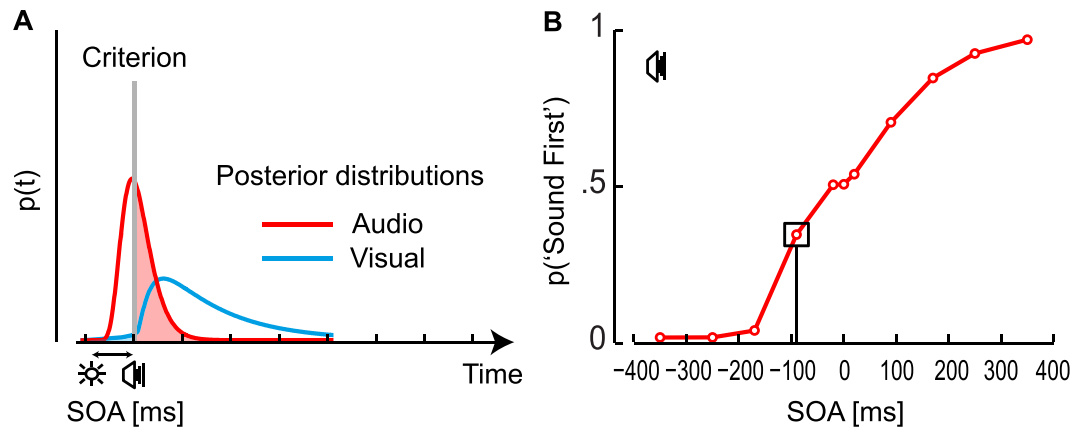 A
Criterion
p(t)
Posterior distributions
Audio
Visual
Time
SOA [ms]
B
p(‘Sound First’)
1
.5
0
−400 −300 −200 −100 0 100 200 300 400
SOA [ms]